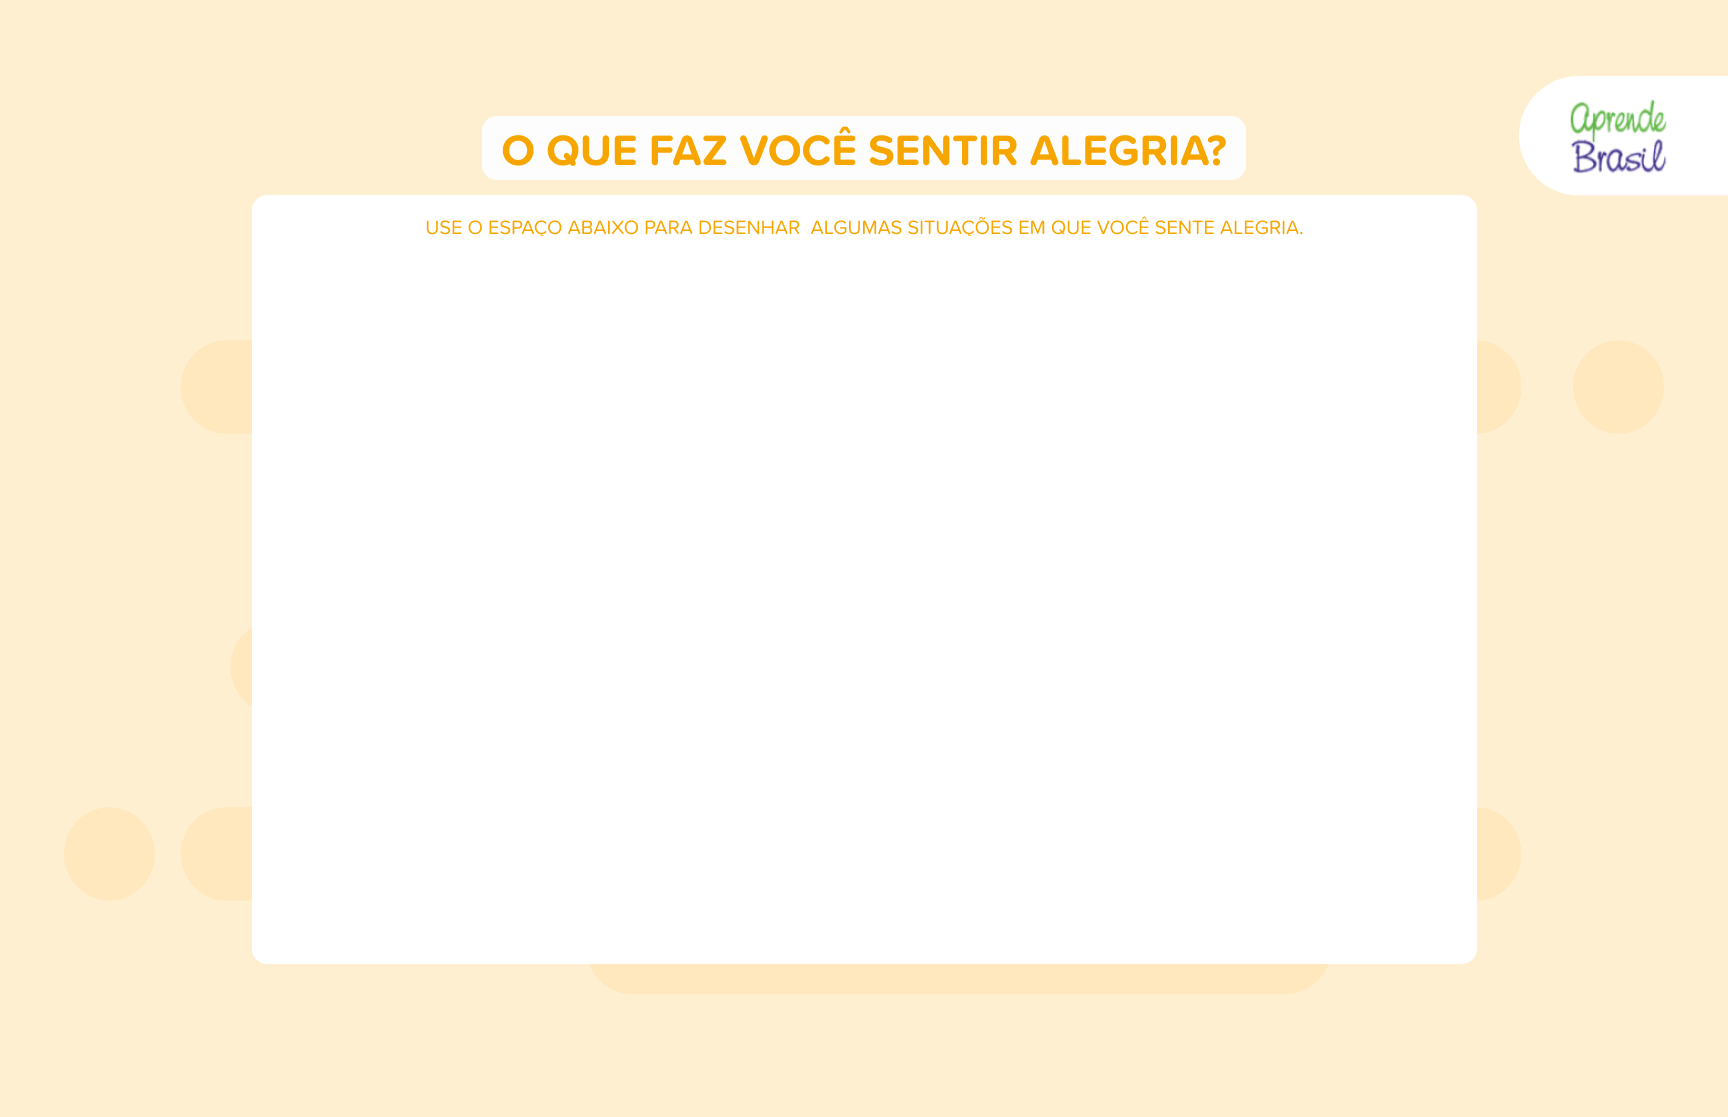 O QUE FAZ VOCÊ SENTIR ALEGRIA?
aprende
Brasil
USE O ESPAÇO ABAIXO PARA DESENHAR  ALGUMAS SITUAÇÕES EM QUE VOCÊ SENTE ALEGRIA.